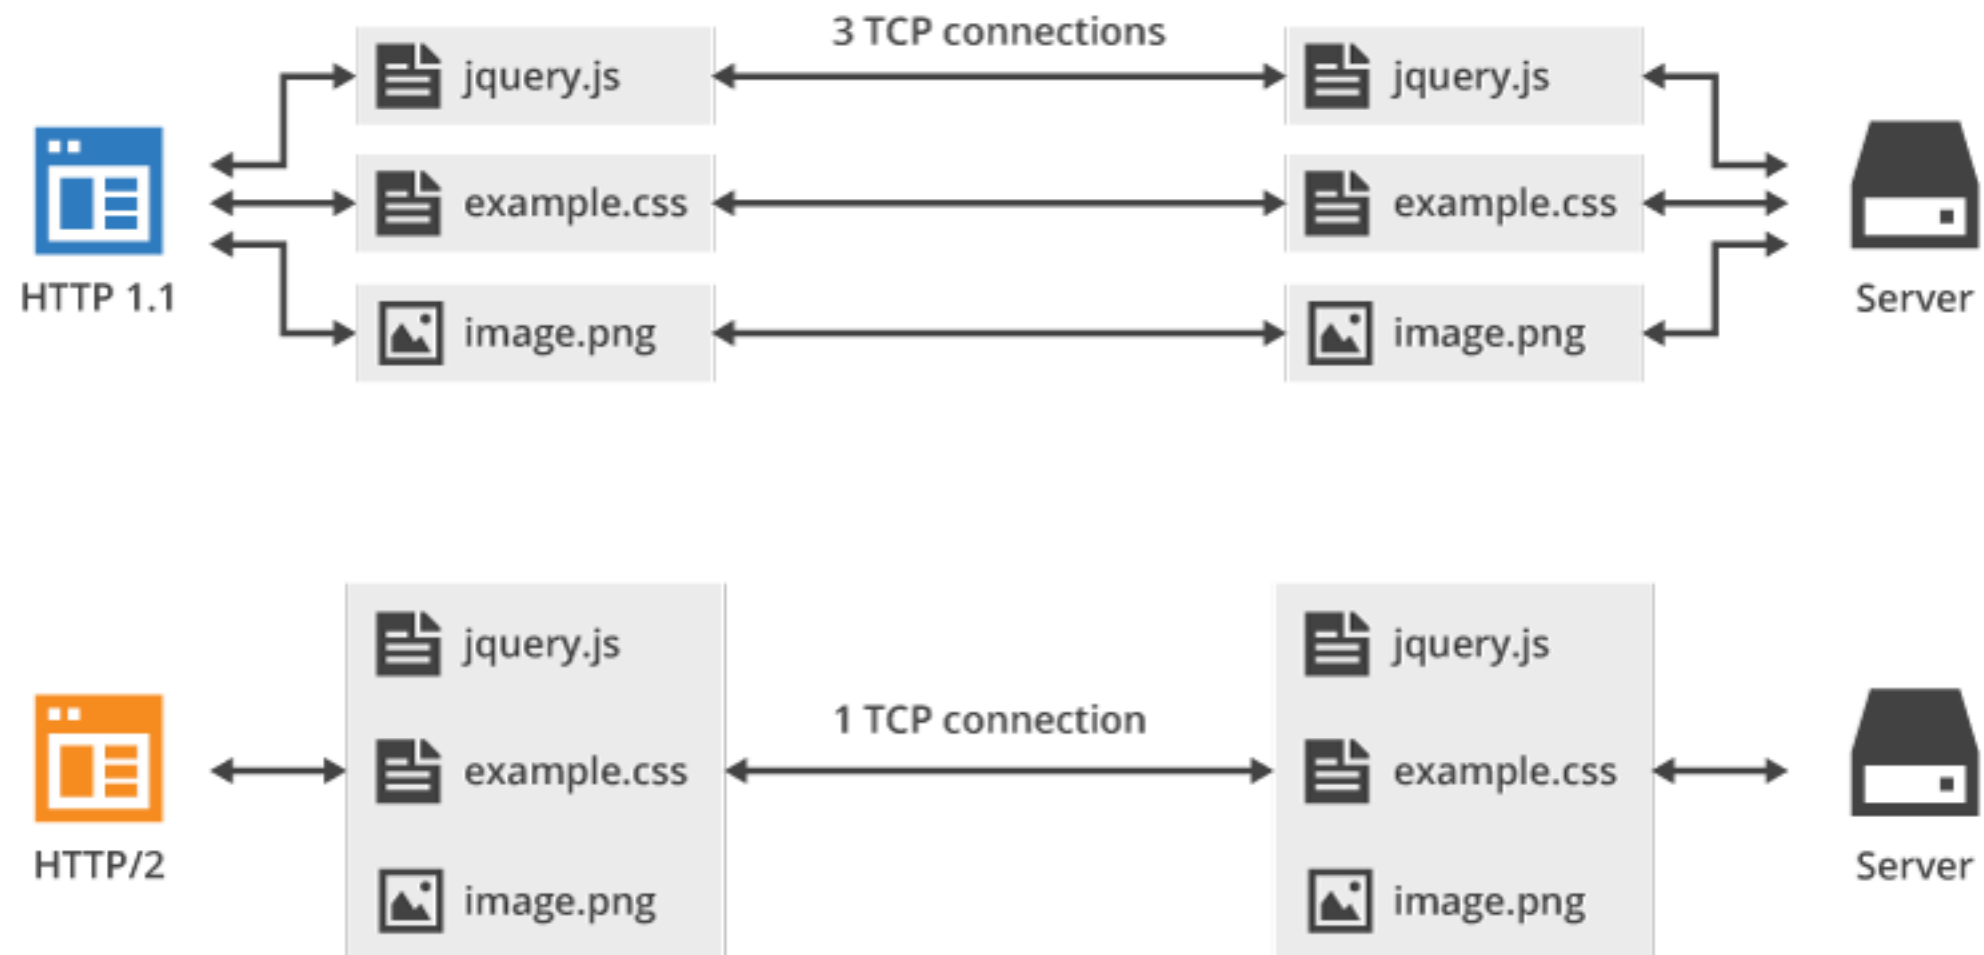 3 TCP connections
jquery.js
jquery.js
example.css
example.css
HTTP 1.1
Server
image.png
image.png
jquery.js
jquery.js
1 TCP connection
example.css
example.css
HTTP/2
Server
image.png
image.png